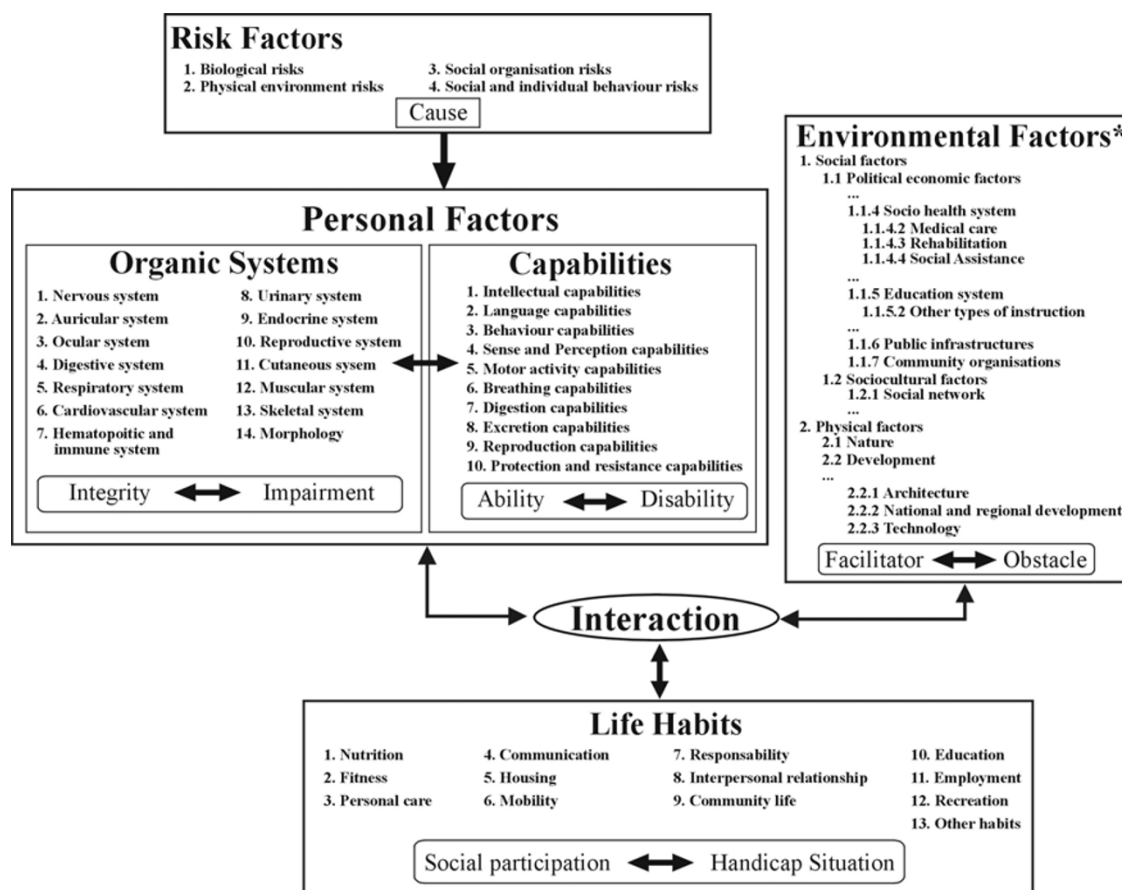 Risk Factors
1. Biological risks
2. Physical environment risks
3. Social organisation risks
4. Social and individual behaviour risks
Cause
Personal Factors
Organic Systems
1. Nervous system
2. Auricular system
3. Ocular system
4. Digestive system
5. Respiratory system
6. Cardiovascular system
7. Hematopoitic and
immune system
8. Urinary system
9. Endocrine system
10. Reproductive system
11. Cutaneous sysem
12. Muscular system
13. Skeletal system
14. Morphology
Integrity Impairment
Capabilities
1. Intellectual capabilities
2. Language capabilities
3. Behaviour capabilities
4. Sense and Perception capabilities
5. Motor activity capabilities
6. Breathing capabilities
7. Digestion capabilities
8. Excretion capabilities
9. Reproduction capabilities
10. Protection and resistance capabilities
Ability Disability
Environmental Factors*
1. Social factors
1.1 Political economic factors
...
1.1.4 Socio health system
1.1.4.2 Medical care
1.1.4.3 Rehabilitation
1.1.4.4 Social Assistance
...
1.1.5 Education system
1.1.5.2 Other types of instruction
...
1.1.6 Public infrastructures
1.1.7 Community organisations
1.2 Sociocultural factors
1.2.1 Social network
...
2. Physical factors
2.1 Nature
2.2 Development
...
2.2.1 Architecture
2.2.2 National and regional development
2.2.3 Technology
Facilitator Obstacle
Interaction
Life Habits
1. Nutrition
2. Fitness
3. Personal care
4. Communication
5. Housing
6. Mobility
7. Responsability
8. Interpersonal relationship
9. Community life
10. Education
11. Employment
12. Recreation
13. Other habits
Social participation Handicap Situation